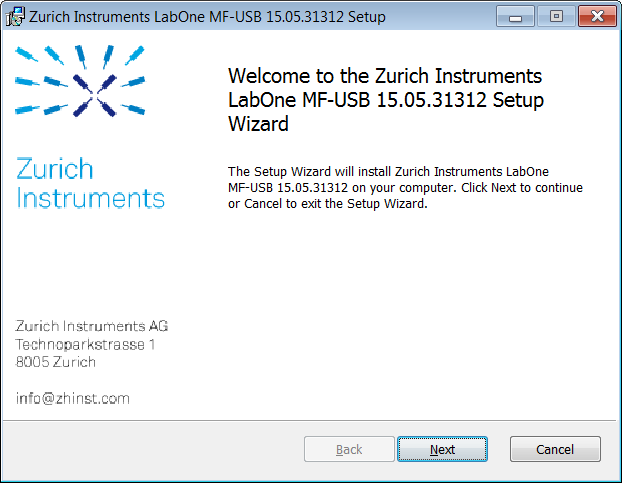 Zurich Instruments LabOne MF-USB 15.05.31312 Setup
Welcome to the Zurich Instruments
LabOne MF-USB 15.05.31312 Setup
Wizard
Zurich
Instruments
The Setup Wizard will install Zurich Instruments LabOne
MF-USB 15.05.31312 on your computer. Click Next to continue
or Cancel to exit the Setup Wizard.
Zurich Instruments AG
Technoparkstrasse 1
8005 Zurich
info@zhinst.com
Back
Next
Cancel